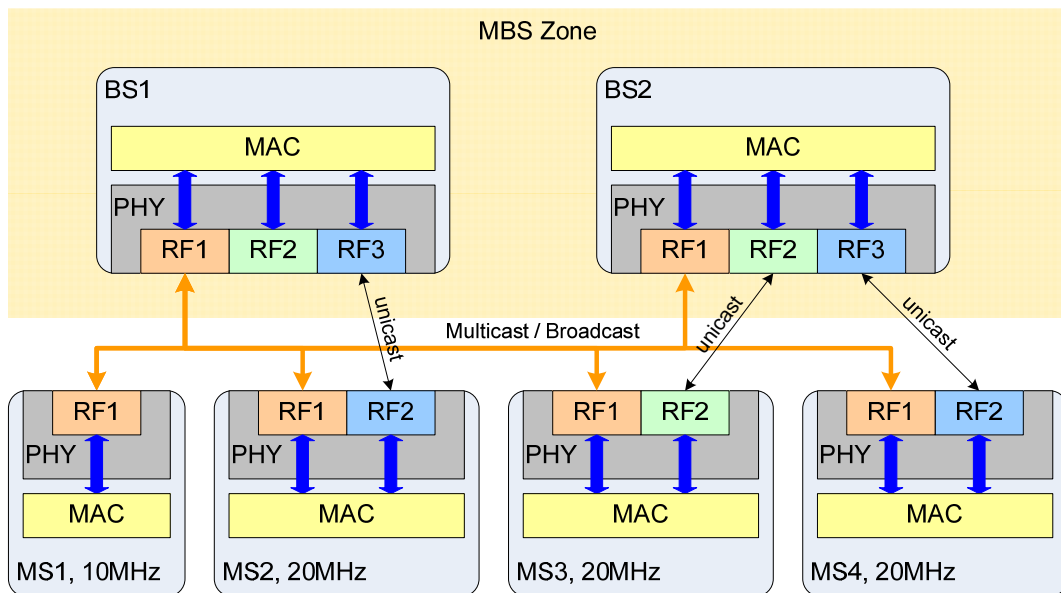 MBS Zone
BS1
MAC
PHY
RF1 RF2 RF3
BS2
MAC
PHY
RF1 RF2 RF3
unicast
unicast
unicast
Multicast / Broadcast
RF1
PHY
MAC
MS1, 10MHz
RF1 RF2
PHY
MAC
MS2, 20MHz
RF1 RF2
PHY
MAC
MS3, 20MHz
RF1 RF2
PHY
MAC
MS4, 20MHz